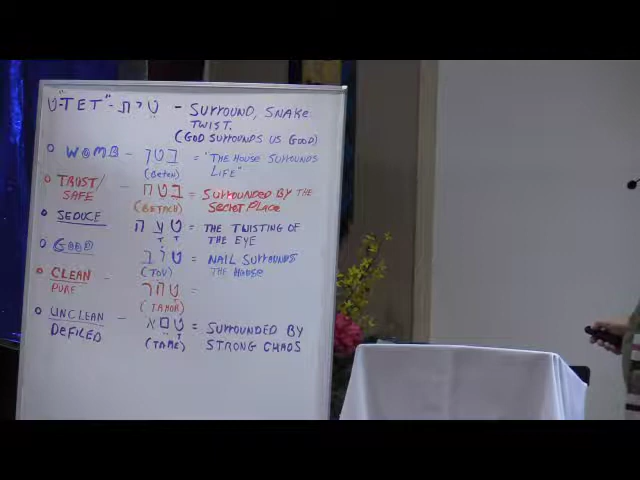 ט-"TET"- טית - SURROUND, SNAKE
TWIST.
(GOD SURROUNDS US GOOD)
WOMB - בטן = "THE HOUSE SURROUNDS
(BETEN) LIFE"
TRUST/ - בטח = SURROUNDED BY THE
SAFE (BETACH) SECRET PLACE
SEDUCE טעה = THE TWISTING OF
THE EYE
GOOD טוב = NAIL SURROUNDS
(TOV) THE HOUSE
CLEAN - טהר =
PURE (TAHOR)
UNCLEAN - טמא = SURROUNDED BY
DEFILED (TAME) STRONG CHAOS